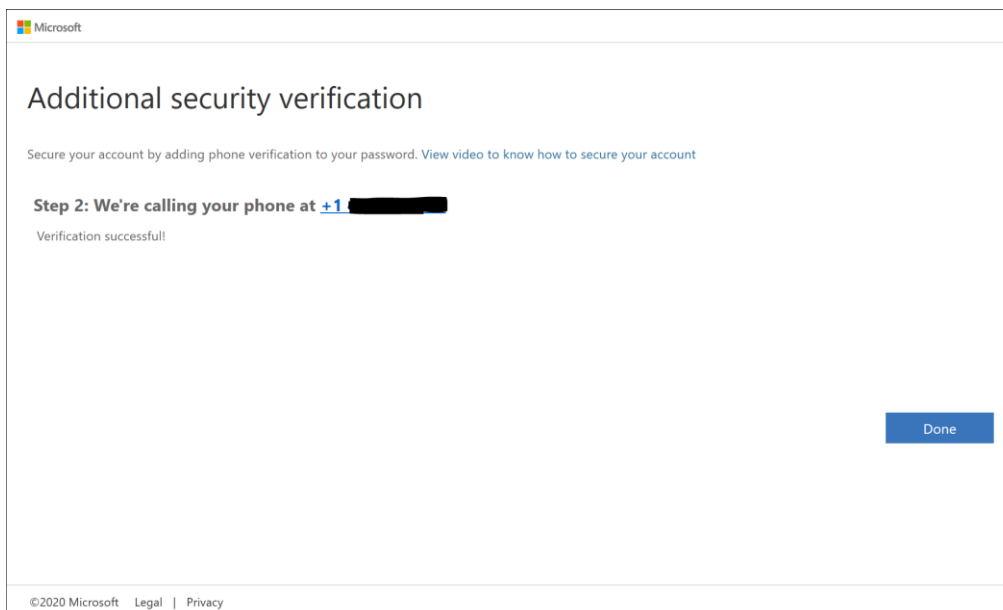 Microsoft
Additional security verification
Secure your account by adding phone verification to your password. View video to know how to secure your account
Step 2: We're calling your phone at +1
Verification successful!
Done
©2020 Microsoft Legal | Privacy